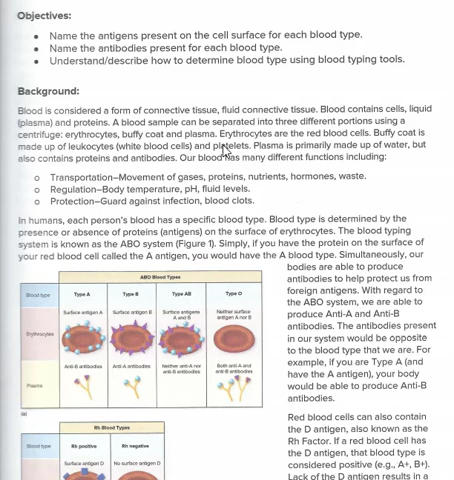 Objectives:
• Name the antigens present on the cell surface for each blood type.
• Name the antibodies present for each blood type.
• Understand/describe how to determine blood type using blood typing tools.
Background:
Blood is considered a form of connective tissue, fluid connective tissue. Blood contains cells, liquid
(plasma) and proteins. A blood sample can be separated into three different portions using a
centrifuge: erythrocytes, buffy coat and plasma. Erythrocytes are the red blood cells. Buffy coat is
made up of leukocytes (white blood cells) and platelets. Plasma is primarily made up of water, but
also contains proteins and antibodies. Our blood has many different functions including:
o Transportation–Movement of gases, proteins, nutrients, hormones, waste.
o Regulation–Body temperature, pH, fluid levels.
o Protection–Guard against infection, blood clots.
In humans, each person's blood has a specific blood type. Blood type is determined by the
presence or absence of proteins (antigens) on the surface of erythrocytes. The blood typing
system is known as the ABO system (Figure 1). Simply, if you have the protein on the surface of
your red blood cell called the A antigen, you would have the A blood type. Simultaneously, our
bodies are able to produce
antibodies to help protect us from
foreign antigens. With regard to
the ABO system, we are able to
produce Anti-A and Anti-B
antibodies. The antibodies present
in our system would be opposite
to the blood type that we are. For
example, if you are Type A (and
have the A antigen), your body
would be able to produce Anti-B
antibodies.
Red blood cells can also contain
the D antigen, also known as the
Rh Factor. If a red blood cell has
the D antigen, that blood type is
considered positive (e.g., A+, B+).
Lack of the D antigen results in a
ABO Blood Types
Blood type Type A Type B Type AB Type O
Surface antigen A Surface antigen B Surface antigens Neither surface
A and B antigen A nor B
Erythrocytes
Anti-B antibodies Anti-A antibodies Neither anti-A nor Both anti-A and
anti-B antibodies anti-B antibodies
Plasma
(a)
Rh Blood Types
Blood type Rh positive Rh negative
Surface antigen D No surface antigen D